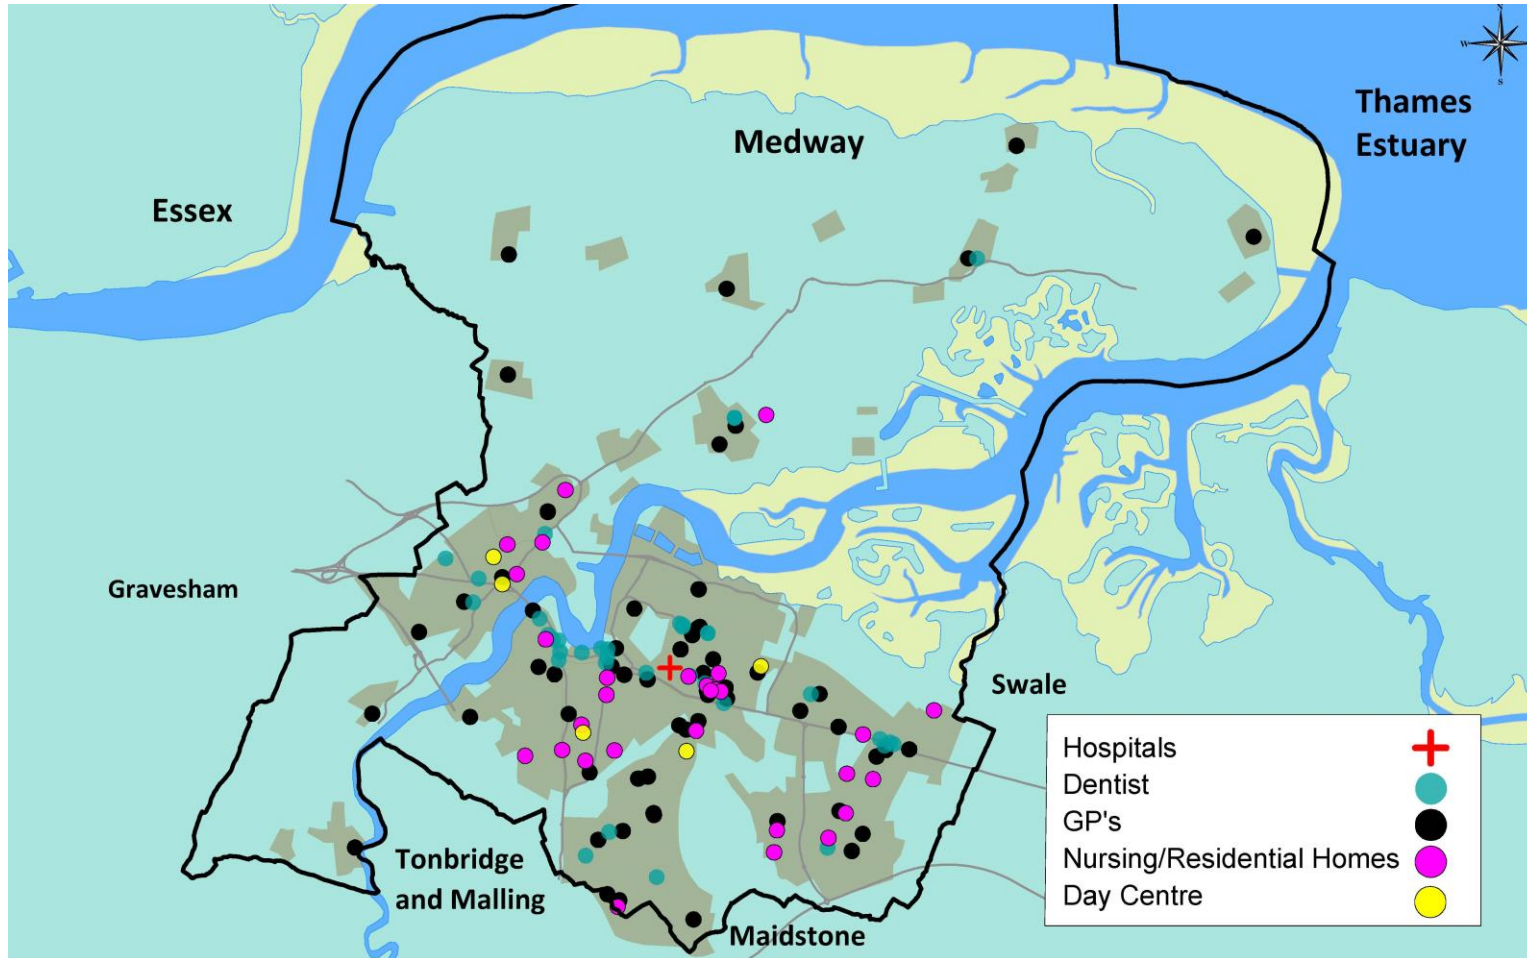 N
W
S
Thames
Estuary
Medway
Essex
Gravesham
Swale
Tonbridge
and Malling
Maidstone
Hospitals
Dentist
GP's
Nursing/Residential Homes
Day Centre